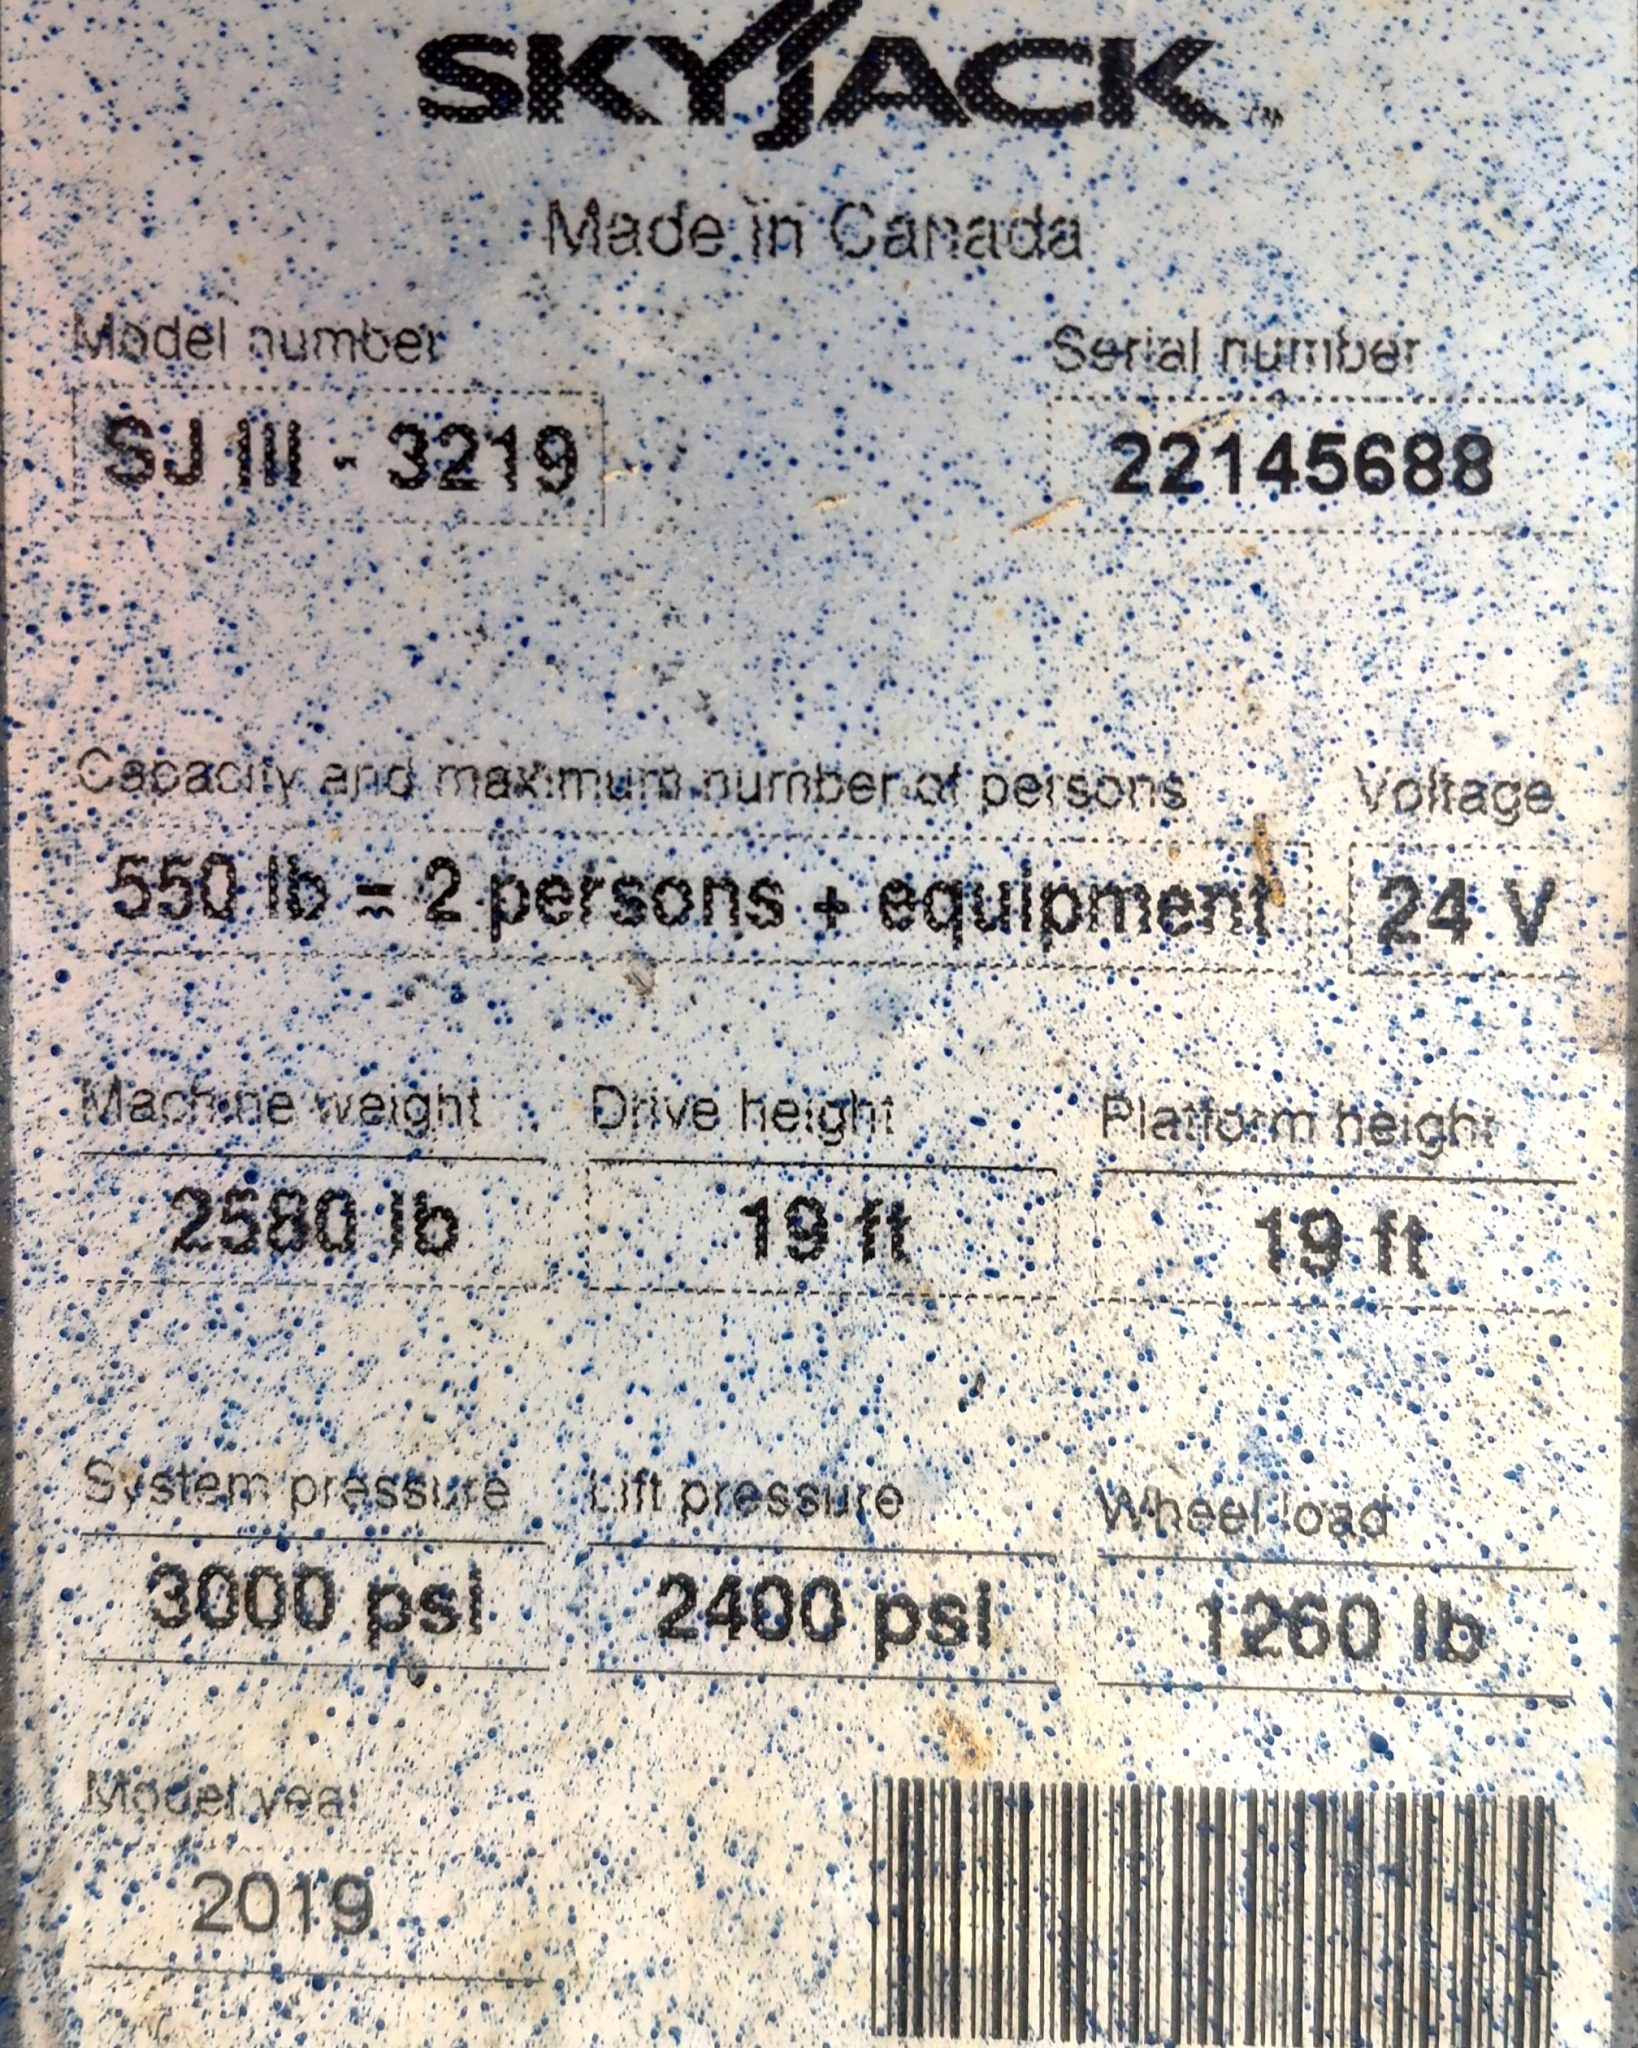 SKYJACK
Made in Canada
Model number Serial number
SJ III - 3219 22145688
Capacity and maximum number of persons Voltage
550 lb = 2 persons + equipment 24 V
Machine weight Drive height Platform height
2580 lb 19 ft 19 ft
System pressure Lift pressure Wheel load
3000 psi 2400 psi 1260 lb
Model year
2019